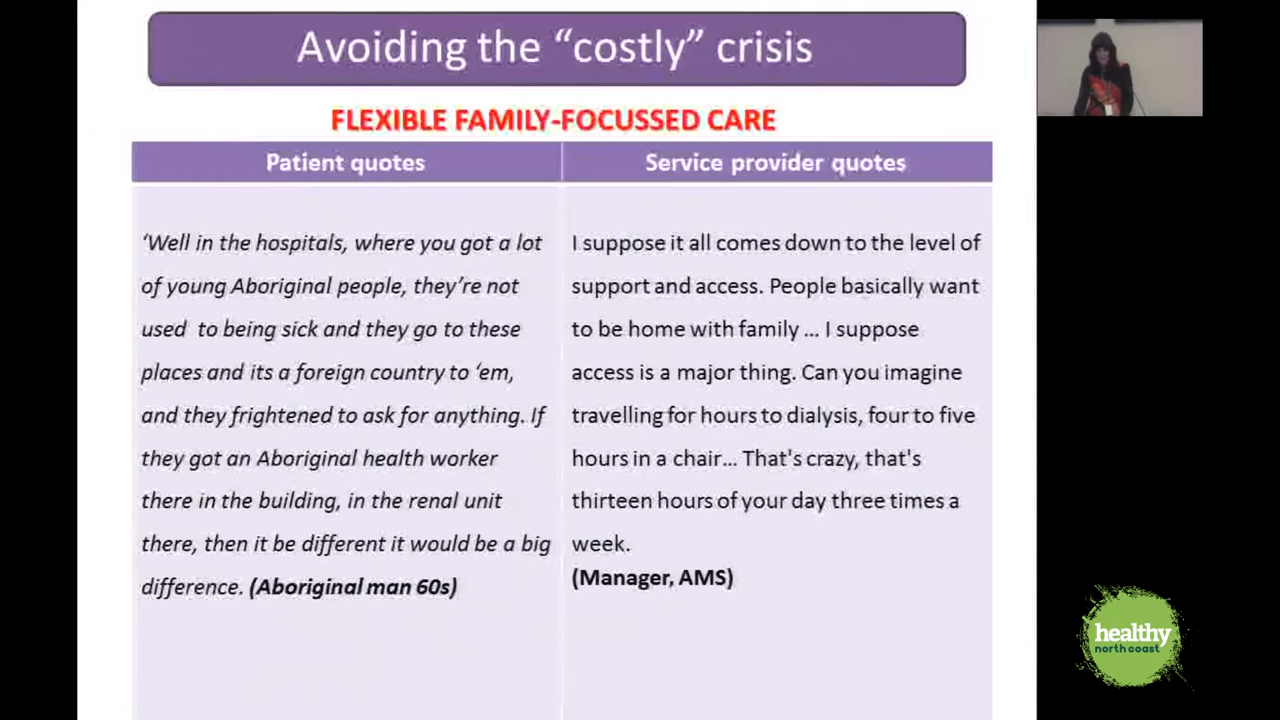 Avoiding the “costly” crisis
FLEXIBLE FAMILY-FOCUSSED CARE
Patient quotes
‘Well in the hospitals, where you got a lot
of young Aboriginal people, they’re not
used  to being sick and they go to these
places and its a foreign country to ‘em,
and they frightened to ask for anything. If
they got an Aboriginal health worker
there in the building, in the renal unit
there, then it be different it would be a big
difference. (Aboriginal man 60s)
Service provider quotes
I suppose it all comes down to the level of
support and access. People basically want
to be home with family … I suppose
access is a major thing. Can you imagine
travelling for hours to dialysis, four to five
hours in a chair… That's crazy, that's
thirteen hours of your day three times a
week.
(Manager, AMS)
healthy
north coast